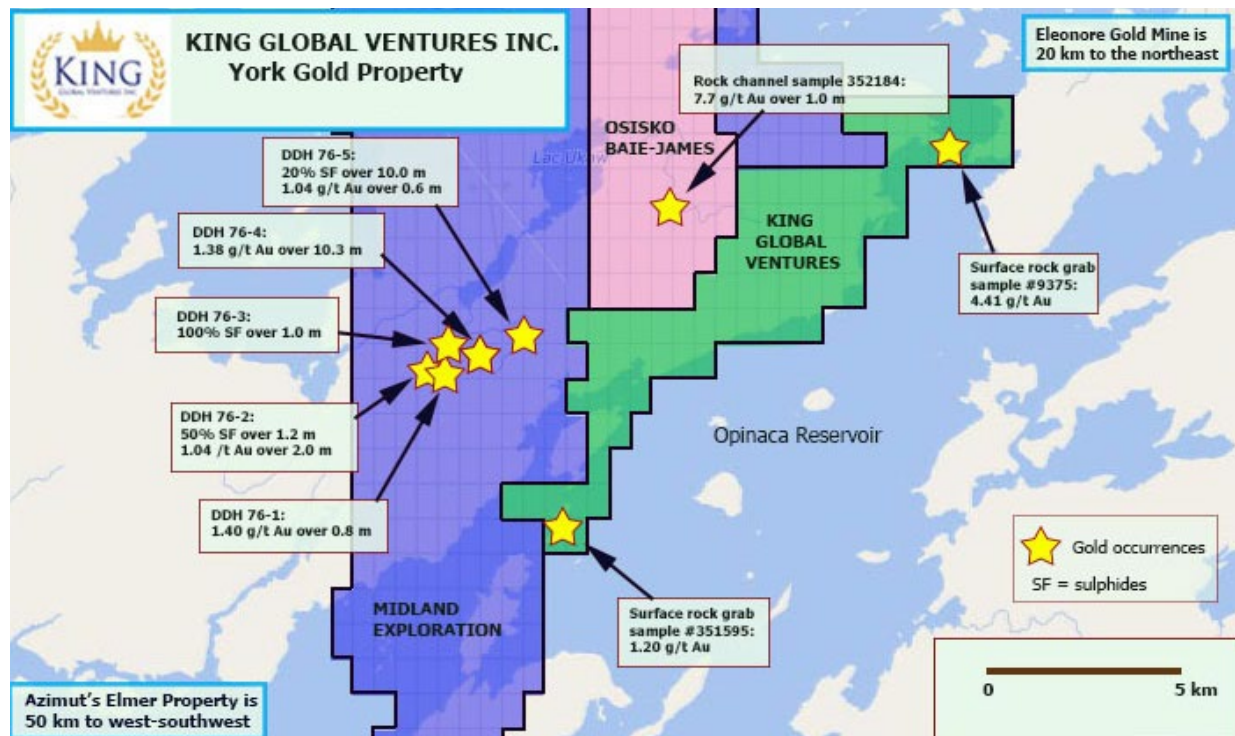 KING
GLOBAL VENTURES INC
KING GLOBAL VENTURES INC.
York Gold Property
Eleonore Gold Mine is
20 km to the northeast
Rock channel sample 352184:
7.7 g/t Au over 1.0 m
OSISKO
BAIE-JAMES
Lac Ukaw
DDH 76-5:
20% SF over 10.0 m
1.04 g/t Au over 0.6 m
DDH 76-4:
1.38 g/t Au over 10.3 m
KING
GLOBAL
VENTURES
Surface rock grab
sample #9375:
4.41 g/t Au
DDH 76-3:
100% SF over 1.0 m
DDH 76-2:
50% SF over 1.2 m
1.04 /t Au over 2.0 m
Opinaca Reservoir
DDH 76-1:
1.40 g/t Au over 0.8 m
Gold occurrences
SF = sulphides
MIDLAND
EXPLORATION
Surface rock grab
sample #351595:
1.20 g/t Au
0 5 km
Azimut's Elmer Property is
50 km to west-southwest